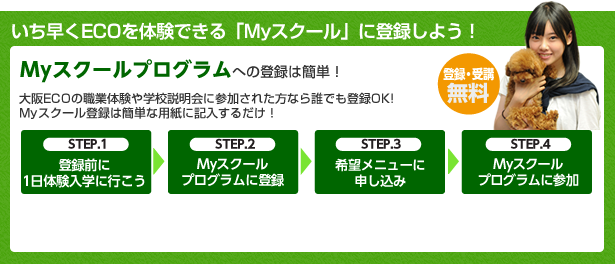 いち早くECOを体験できる「Myスクール」に登録しよう！
Myスクールプログラムへの登録は簡単！
大阪ECOの職業体験や学校説明会に参加された方なら誰でも登録OK!
Myスクール登録は簡単な用紙に記入するだけ！
登録・受講
無料
STEP.1
登録前に
1日体験入学に行こう
STEP.2
Myスクール
プログラムに登録
STEP.3
希望メニューに
申し込み
STEP.4
Myスクール
プログラムに参加